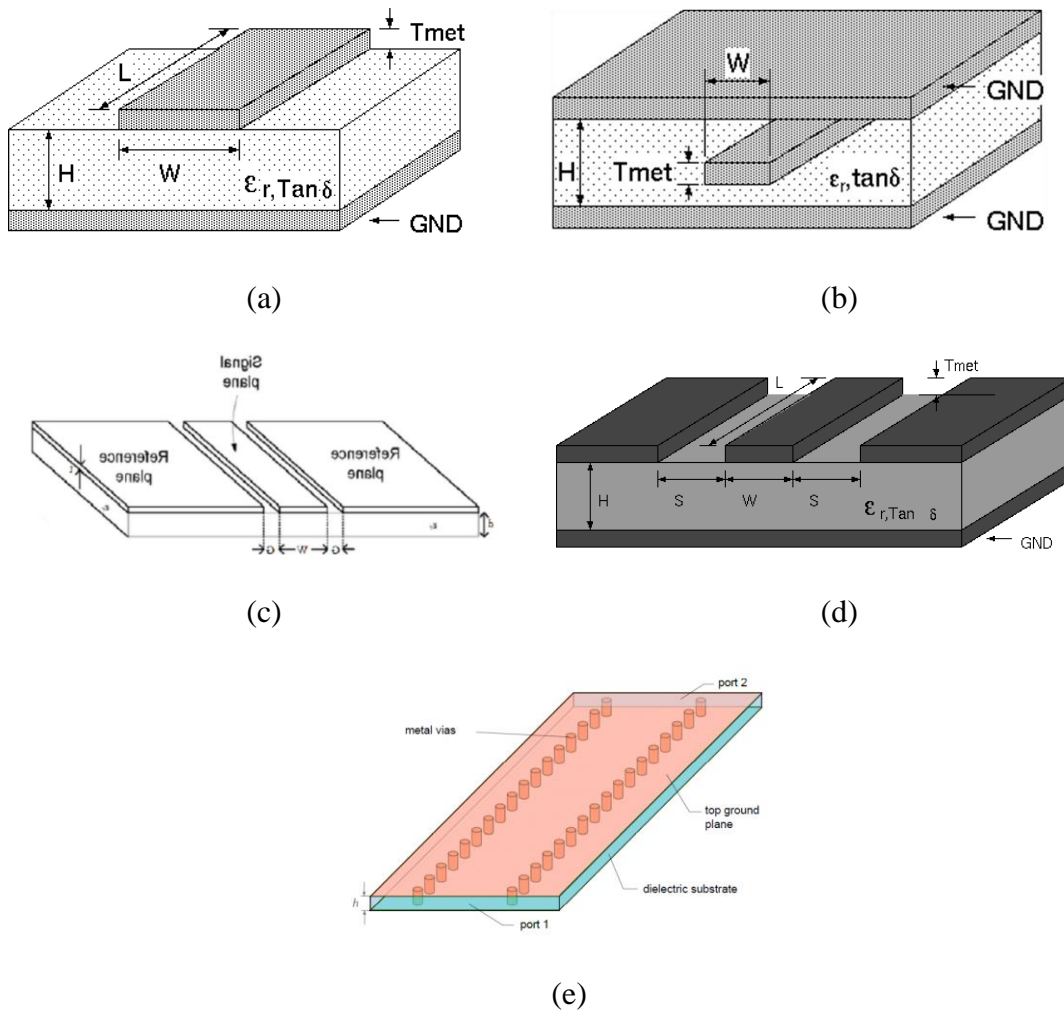 Tmet
L
H
W
εr,Tanδ
GND
W
GND
Tmet
H
εr,tanδ
GND
(a)
(b)
Signal
plane
Reference
plane
Reference
plane
G
W
G
(c)
Tmet
L
H
S
W
S
εr,Tan δ
GND
(d)
port 2
metal vias
top ground
plane
dielectric substrate
h
port 1
(e)